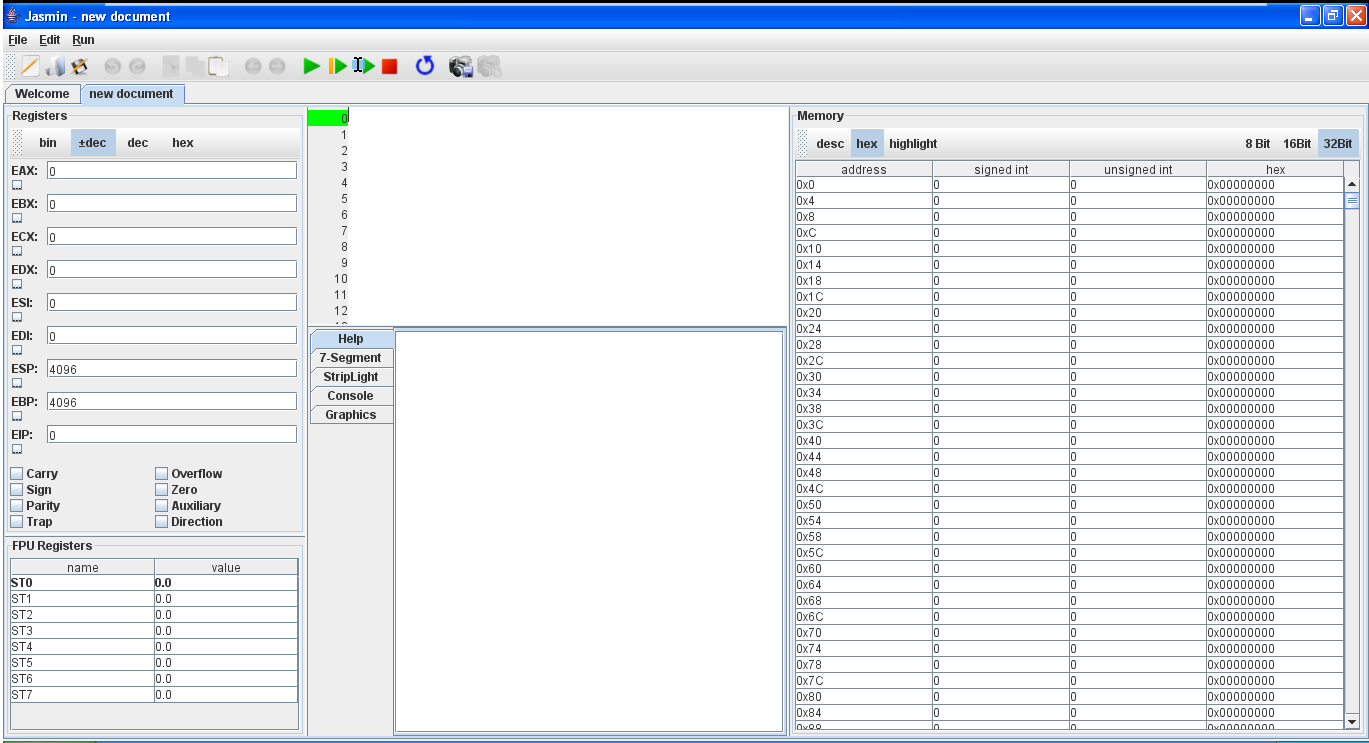 Jasmin - new document
File Edit Run
Welcome new document
Registers
bin ±dec dec hex
EAX: 0
...
EBX: 0
...
ECX: 0
...
EDX: 0
...
ESI: 0
...
EDI: 0
...
ESP: 4096
...
EBP: 4096
...
EIP: 0
...
Carry Overflow
Sign Zero
Parity Auxiliary
Trap Direction
FPU Registers
name value
ST0 0.0
ST1 0.0
ST2 0.0
ST3 0.0
ST4 0.0
ST5 0.0
ST6 0.0
ST7 0.0
0
1
2
3
4
5
6
7
8
9
10
11
12
Help
7-Segment
StripLight
Console
Graphics
Memory
desc hex highlight 8 Bit 16Bit 32Bit
address signed int unsigned int hex
0x0 0 0 0x00000000
0x4 0 0 0x00000000
0x8 0 0 0x00000000
0xC 0 0 0x00000000
0x10 0 0 0x00000000
0x14 0 0 0x00000000
0x18 0 0 0x00000000
0x1C 0 0 0x00000000
0x20 0 0 0x00000000
0x24 0 0 0x00000000
0x28 0 0 0x00000000
0x2C 0 0 0x00000000
0x30 0 0 0x00000000
0x34 0 0 0x00000000
0x38 0 0 0x00000000
0x3C 0 0 0x00000000
0x40 0 0 0x00000000
0x44 0 0 0x00000000
0x48 0 0 0x00000000
0x4C 0 0 0x00000000
0x50 0 0 0x00000000
0x54 0 0 0x00000000
0x58 0 0 0x00000000
0x5C 0 0 0x00000000
0x60 0 0 0x00000000
0x64 0 0 0x00000000
0x68 0 0 0x00000000
0x6C 0 0 0x00000000
0x70 0 0 0x00000000
0x74 0 0 0x00000000
0x78 0 0 0x00000000
0x7C 0 0 0x00000000
0x80 0 0 0x00000000
0x84 0 0 0x00000000
0x88 0 0 0x00000000